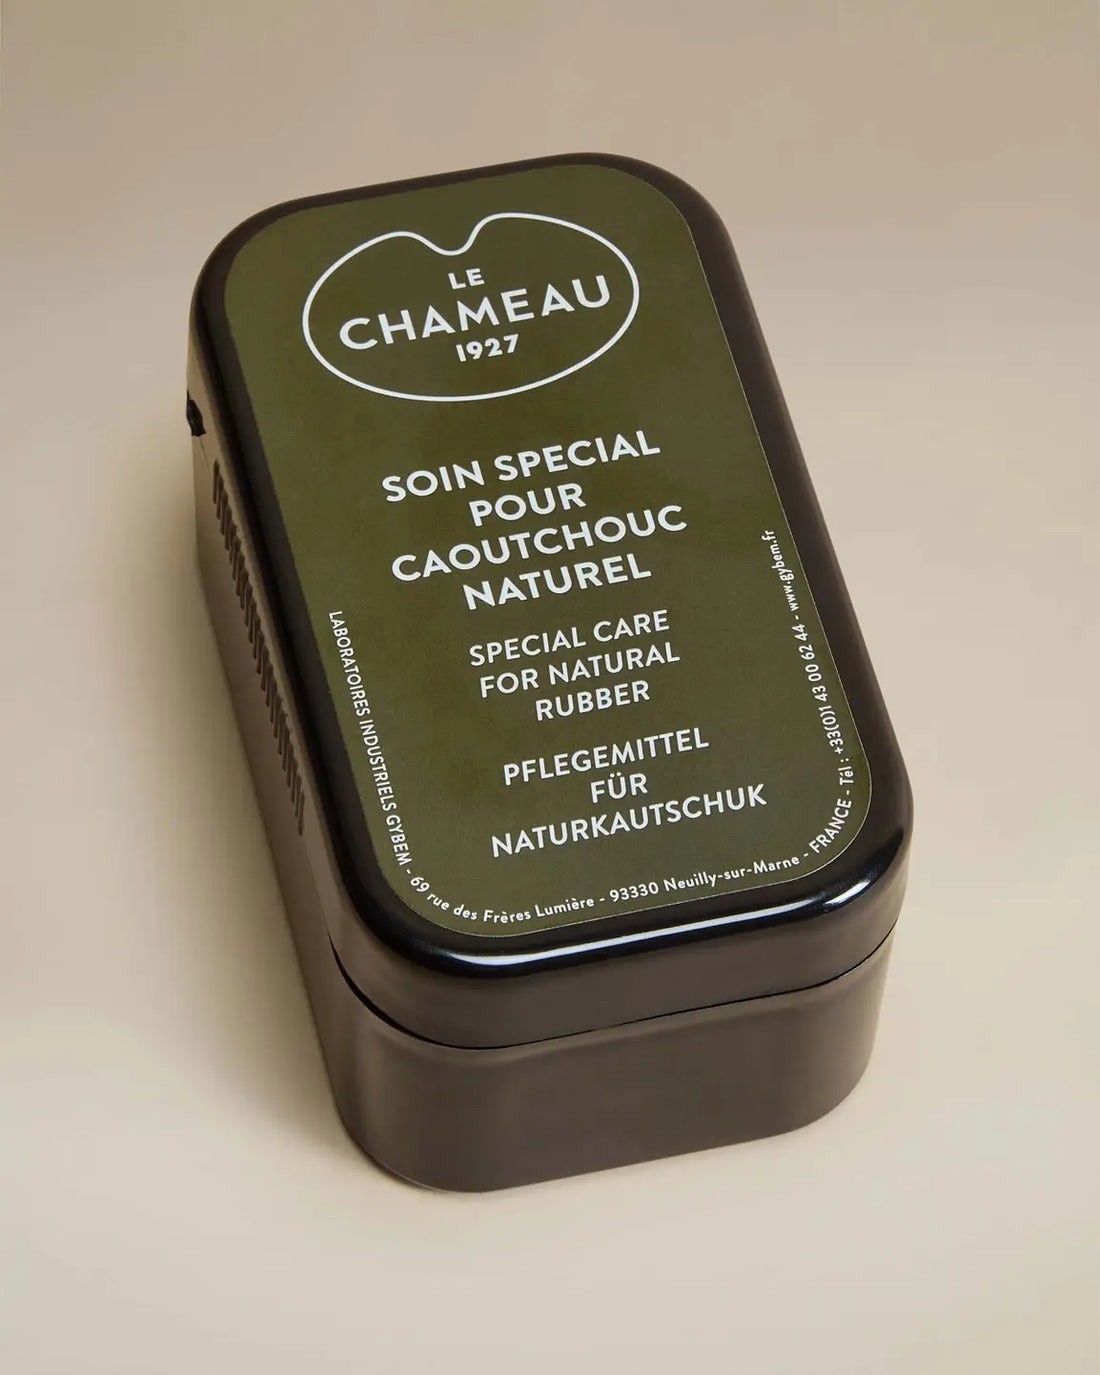 LE
CHAMEAU
1927
SOIN SPECIAL
POUR
CAOUTCHOUC
NATUREL
SPECIAL CARE
FOR NATURAL
RUBBER
PFLEGEMITTEL
FÜR
NATURKAUTSCHUK
LABORATOIRES INDUSTRIELS GYBEM - 69 rue des Frères Lumière - 93330 Neuilly-sur-Marne - FRANCE - Tél : +33(0)1 43 00 62 44 - www.gybem.fr